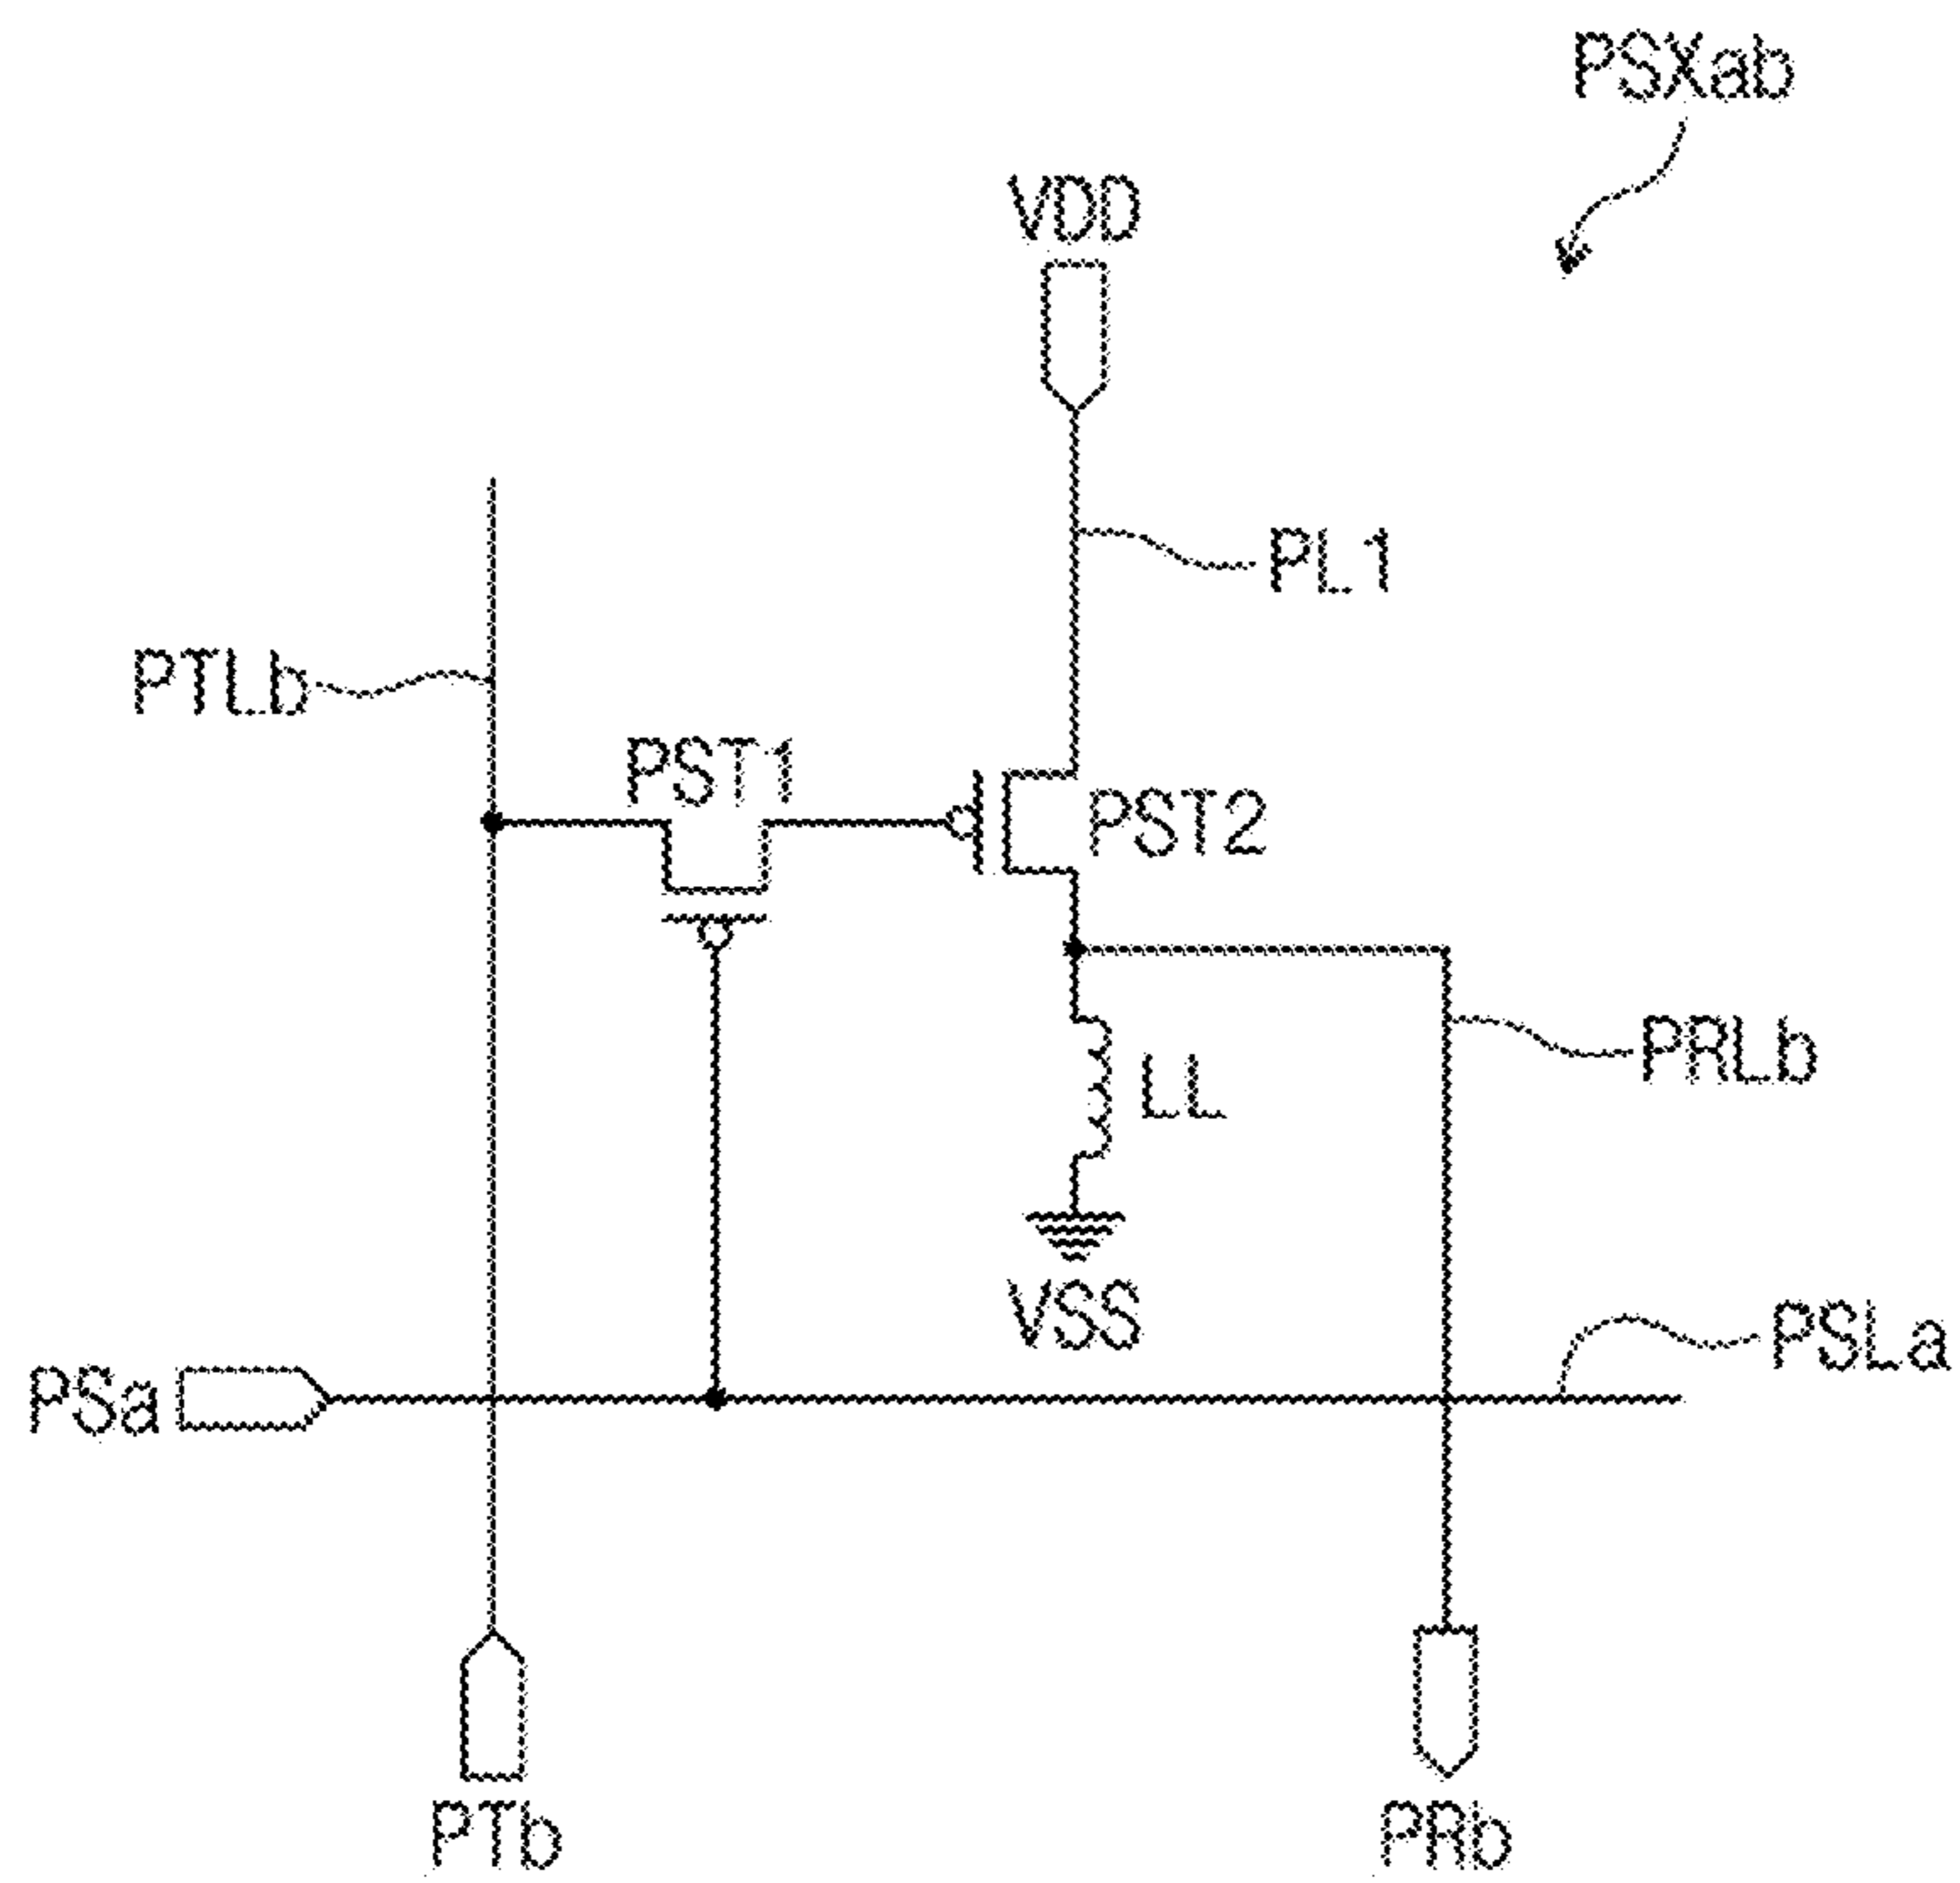 PSXab
VDD
PL1
PTLb
PST1
PST2
PRLb
LL
VSS
PSLa
PSa
PTb
PRb